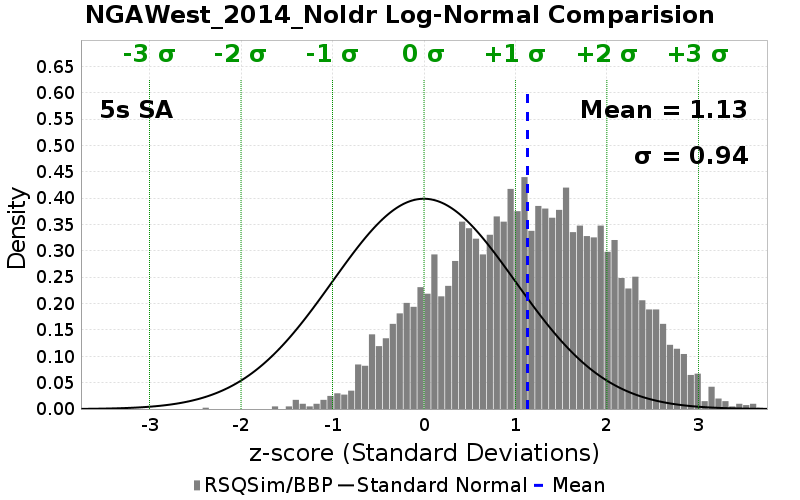 NGAWest_2014_NoIdr Log-Normal Comparision
-3 σ -2 σ -1 σ 0 σ +1 σ +2 σ +3 σ
5s SA
Mean = 1.13
σ = 0.94
Density
0.65
0.60
0.55
0.50
0.45
0.40
0.35
0.30
0.25
0.20
0.15
0.10
0.05
0.00
-3 -2 -1 0 1 2 3
z-score (Standard Deviations)
RSQSim/BBP Standard Normal Mean